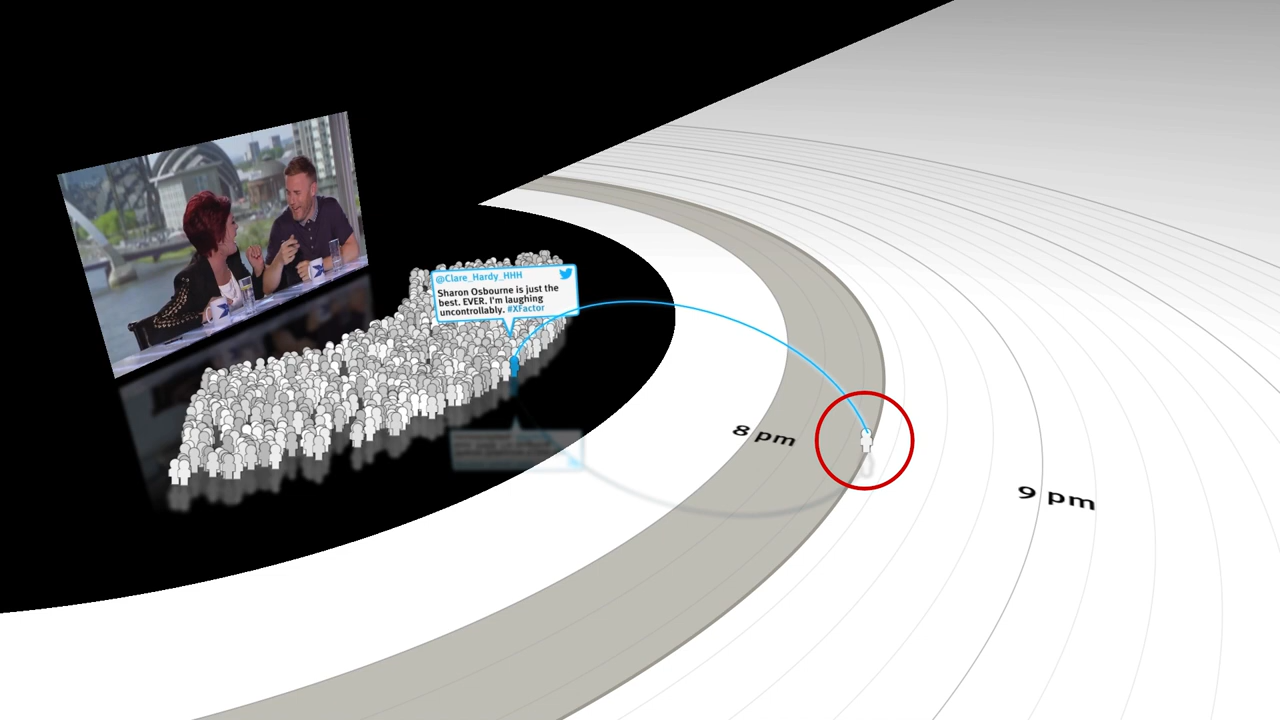 @Clare_Hardy_HHH
Sharon Osbourne is just the
best. EVER. I'm laughing
uncontrollably. #XFactor
8 pm
9 pm